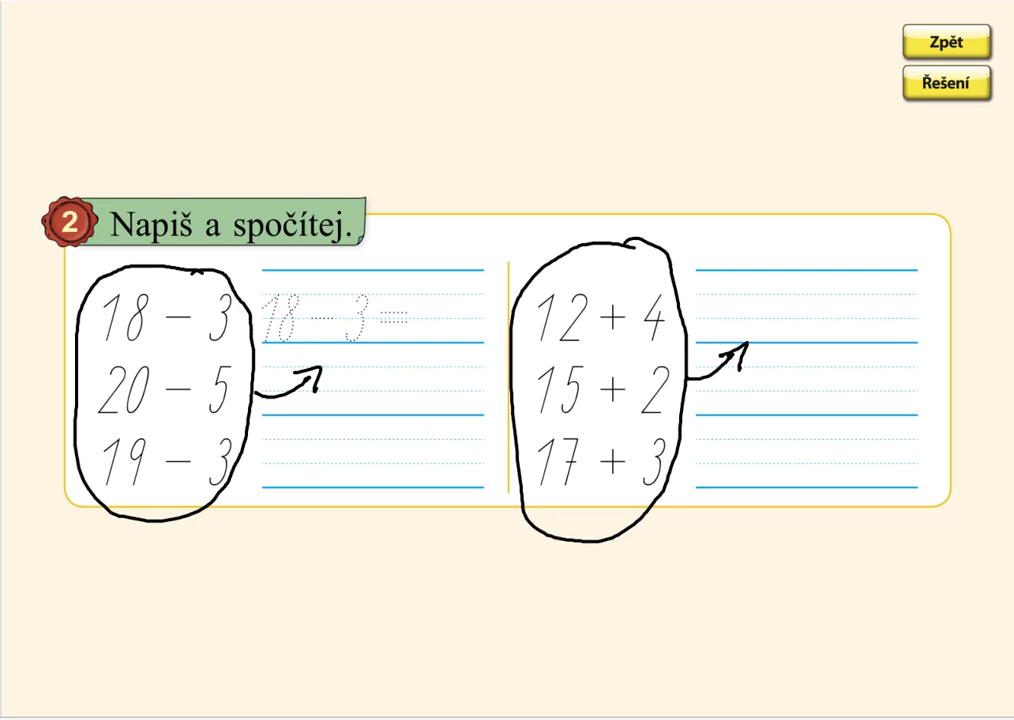 Zpět
Řešení
2 Napiš a spočítej.
18 – 3 18 – 3 =
20 – 5
19 – 3
12 + 4
15 + 2
17 + 3